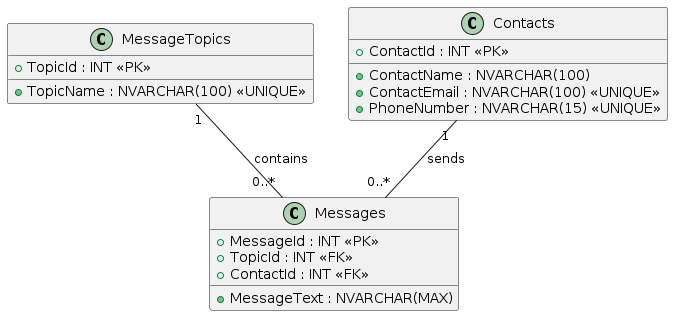 C MessageTopics
TopicId : INT «PK»
TopicName : NVARCHAR(100) «UNIQUE»
C Contacts
ContactId : INT «PK»
ContactName : NVARCHAR(100)
ContactEmail : NVARCHAR(100) «UNIQUE»
PhoneNumber : NVARCHAR(15) «UNIQUE»
1
1
contains
sends
0..*
0..*
C Messages
MessageId : INT «PK»
TopicId : INT «FK»
ContactId : INT «FK»
MessageText : NVARCHAR(MAX)